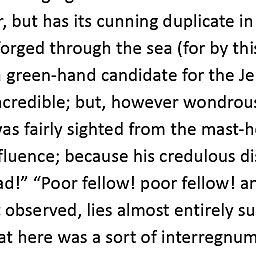 , but has its cunning duplicate in
orged through the sea (for by this
green-hand candidate for the Je
ncredible; but, however wondrous
was fairly sighted from the mast-he
fluence; because his credulous di
ad!” “Poor fellow! poor fellow! an
observed, lies almost entirely su
at here was a sort of interregnum